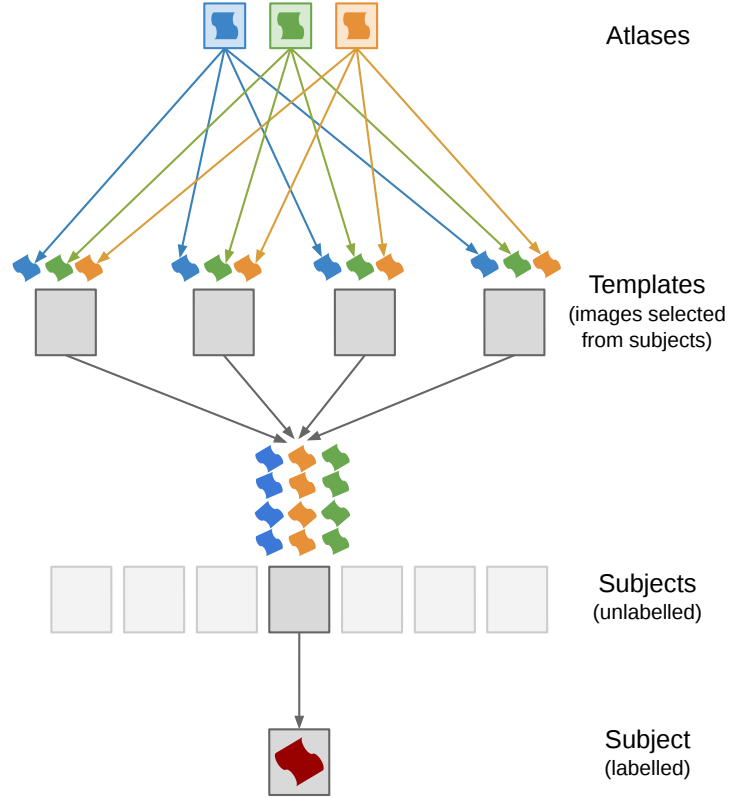 Atlases
Templates
(images selected
from subjects)
Subjects
(unlabelled)
Subject
(labelled)